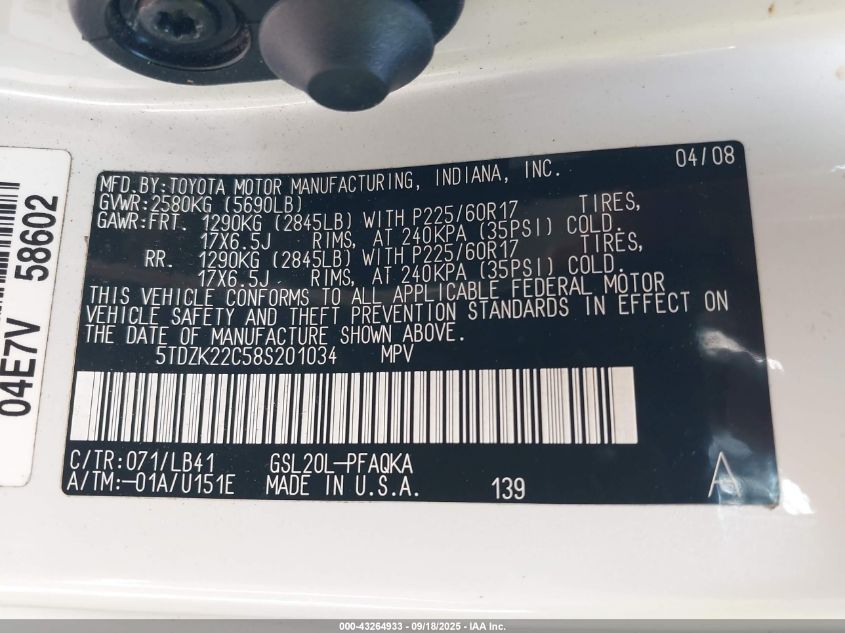 04E7V 58602
04/08
MFD.BY:TOYOTA MOTOR MANUFACTURING, INDIANA, INC.
GVWR:2580KG (5690LB)
GAWR:FRT. 1290KG (2845LB) WITH P225/60R17 TIRES,
17X6.5J RIMS, AT 240KPA (35PSI) COLD.
RR. 1290KG (2845LB) WITH P225/60R17 TIRES,
17X6.5J RIMS, AT 240KPA (35PSI) COLD.
THIS VEHICLE CONFORMS TO ALL APPLICABLE FEDERAL MOTOR
VEHICLE SAFETY AND THEFT PREVENTION STANDARDS IN EFFECT ON
THE DATE OF MANUFACTURE SHOWN ABOVE.
5TDZK22C58S201034 MPV
C/TR:071/LB41 GSL20L-PFAQKA
A/TM:-01A/U151E MADE IN U.S.A. 139 A
000-43264933 - 09/18/2025 - IAA Inc.